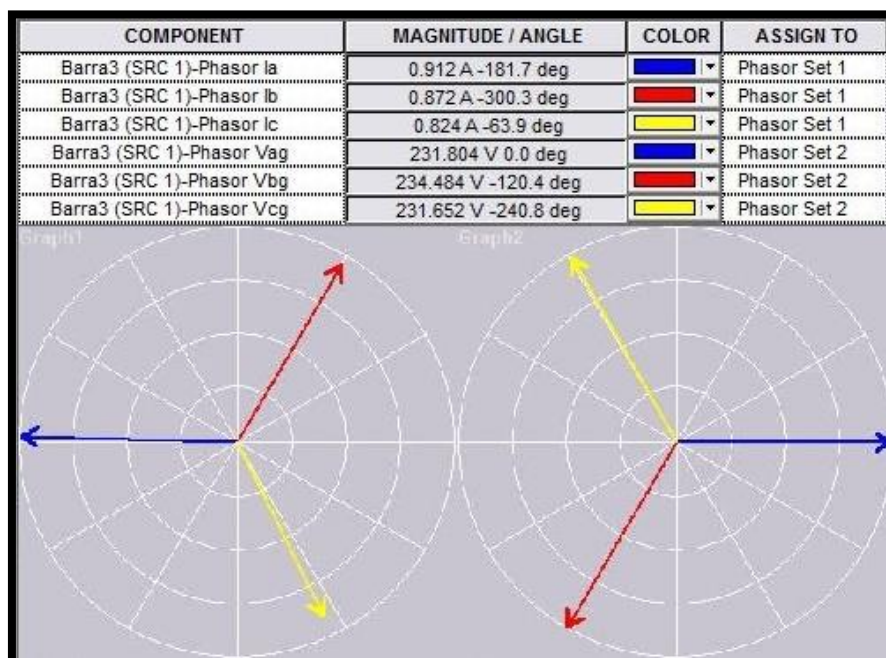 COMPONENT MAGNITUDE / ANGLE COLOR ASSIGN TO
Barra3 (SRC 1)-Phasor Ia 0.912 A -181.7 deg Phasor Set 1
Barra3 (SRC 1)-Phasor Ib 0.872 A -300.3 deg Phasor Set 1
Barra3 (SRC 1)-Phasor Ic 0.824 A -63.9 deg Phasor Set 1
Barra3 (SRC 1)-Phasor Vag 231.804 V 0.0 deg Phasor Set 2
Barra3 (SRC 1)-Phasor Vbg 234.484 V -120.4 deg Phasor Set 2
Barra3 (SRC 1)-Phasor Vcg 231.652 V -240.8 deg Phasor Set 2
Graph1 Graph2